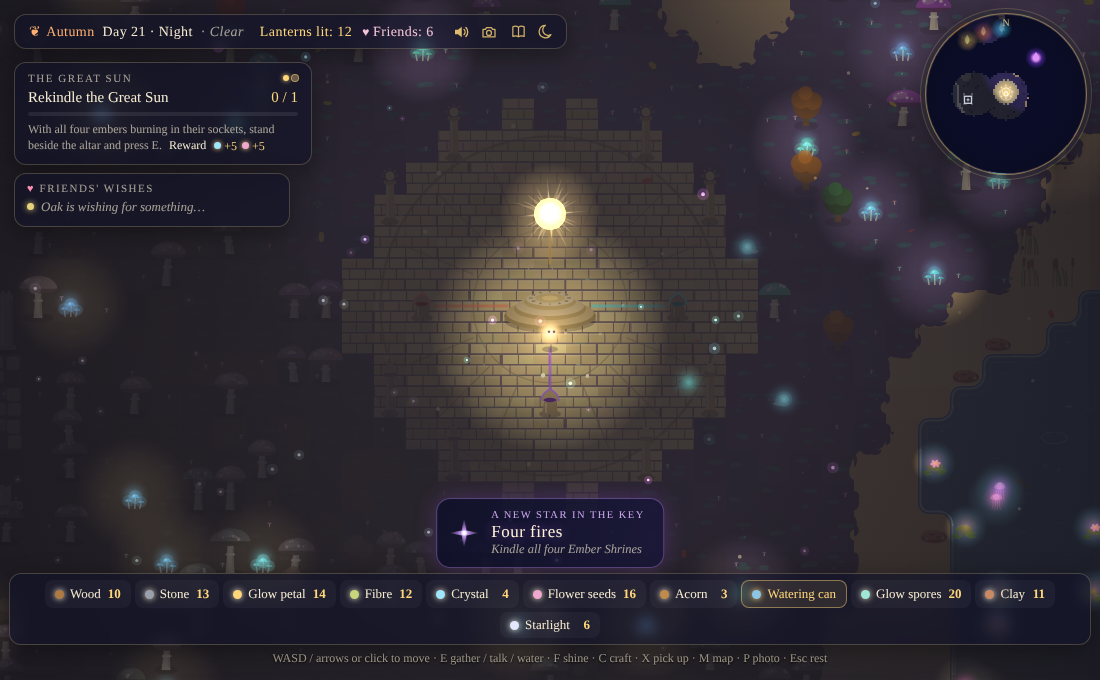 Autumn Day 21 · Night · Clear Lanterns lit: 12 ♥ Friends: 6
N
THE GREAT SUN
Rekindle the Great Sun 0 / 1
With all four embers burning in their sockets, stand
beside the altar and press E. Reward +5 +5
♥ FRIENDS' WISHES
Oak is wishing for something…
A NEW STAR IN THE KEY
Four fires
Kindle all four Ember Shrines
Wood 10 Stone 13 Glow petal 14 Fibre 12 Crystal 4 Flower seeds 16 Acorn 3 Watering can Glow spores 20 Clay 11
Starlight 6
WASD / arrows or click to move · E gather / talk / water · F shine · C craft · X pick up · M map · P photo · Esc rest